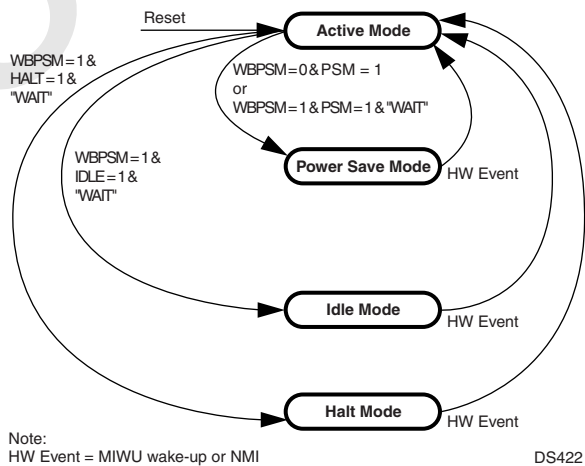 Reset
Active Mode
WBPSM=1&
HALT=1&
"WAIT"
WBPSM=0&PSM = 1
or
WBPSM=1&PSM=1&"WAIT"
WBPSM=1&
IDLE=1&
"WAIT"
Power Save Mode
HW Event
Idle Mode
HW Event
Halt Mode
HW Event
Note:
HW Event = MIWU wake-up or NMI
DS422